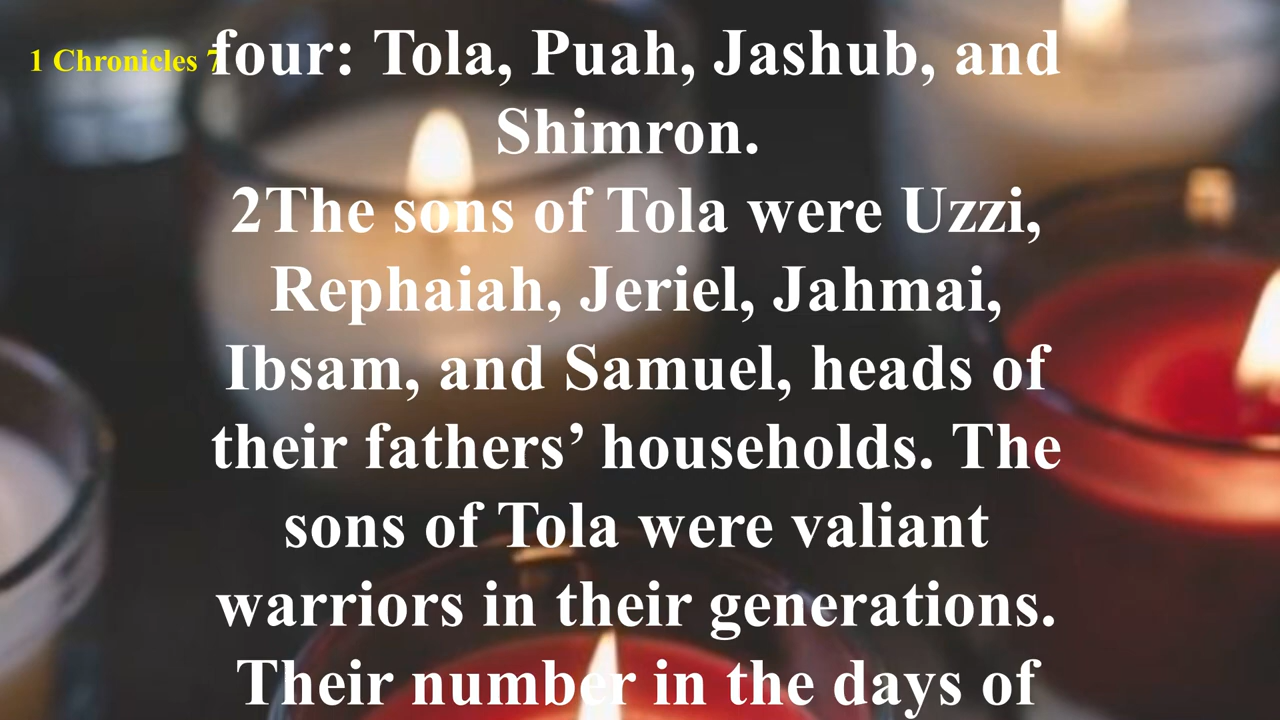 1 Chronicles 7
four: Tola, Puah, Jashub, and
Shimron.
2The sons of Tola were Uzzi,
Rephaiah, Jeriel, Jahmai,
Ibsam, and Samuel, heads of
their fathers’ households. The
sons of Tola were valiant
warriors in their generations.
Their number in the days of